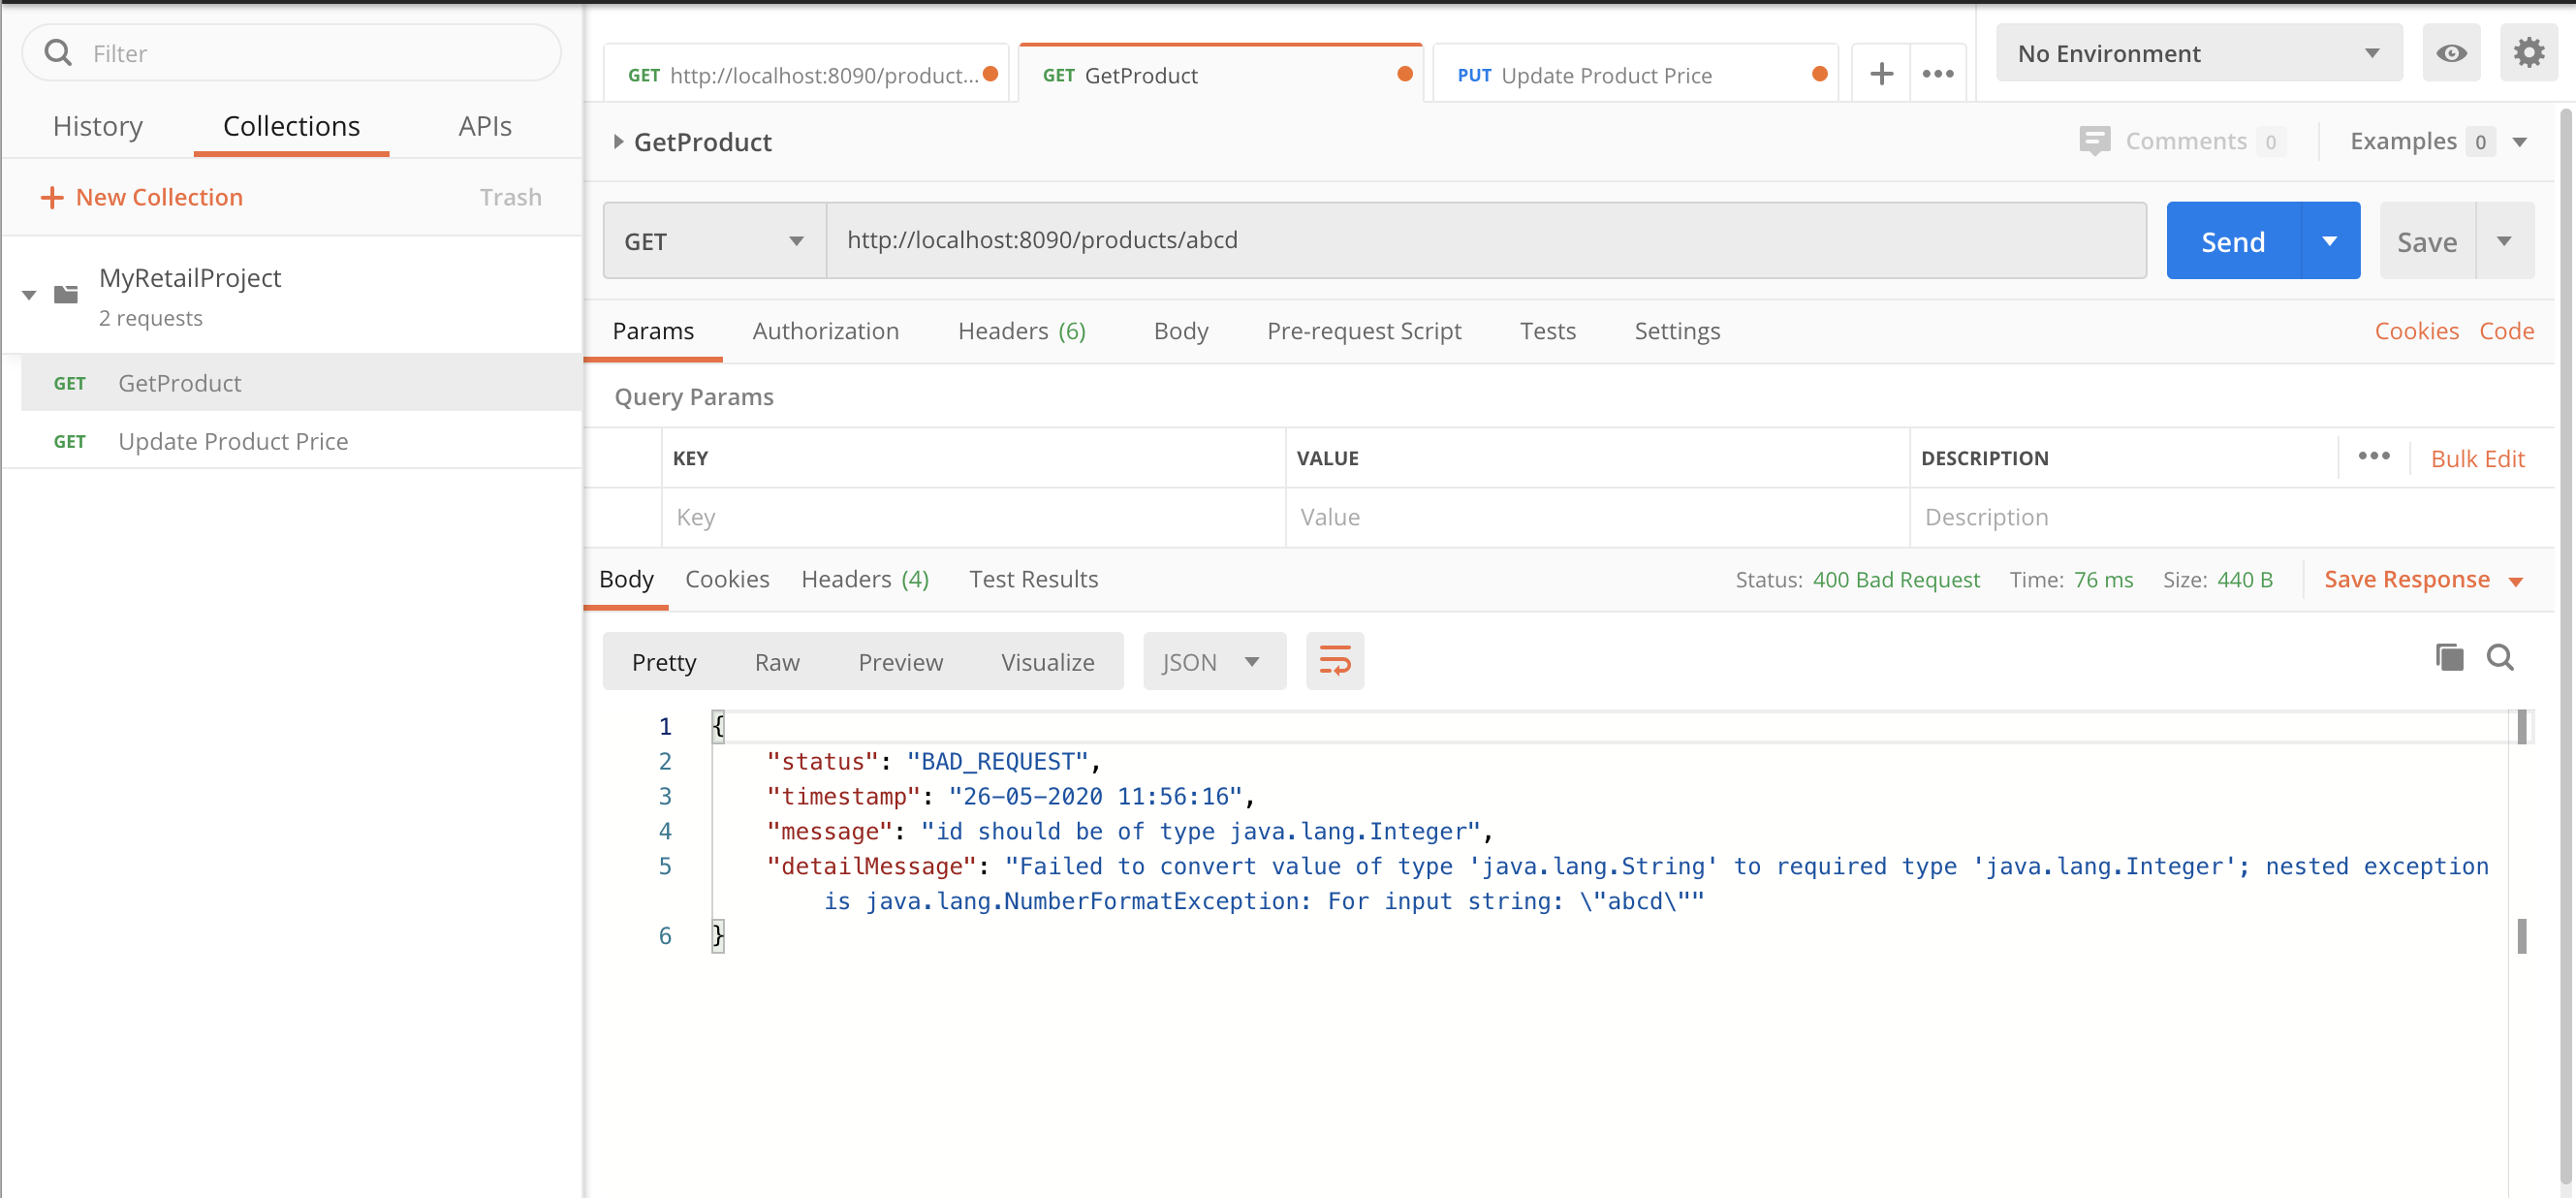 Filter
History Collections APIs
+ New Collection Trash
MyRetailProject
2 requests
GET GetProduct
GET Update Product Price
GET http://localhost:8090/product...
GET GetProduct
PUT Update Product Price
No Environment
GetProduct
Comments 0
Examples 0
GET http://localhost:8090/products/abcd
Send
Save
Params Authorization Headers (6) Body Pre-request Script Tests Settings
Cookies Code
Query Params
KEY VALUE DESCRIPTION
Bulk Edit
Key Value Description
Body Cookies Headers (4) Test Results
Status: 400 Bad Request Time: 76 ms Size: 440 B
Save Response
Pretty Raw Preview Visualize
JSON
1 {
2 "status": "BAD_REQUEST",
3 "timestamp": "26-05-2020 11:56:16",
4 "message": "id should be of type java.lang.Integer",
5 "detailMessage": "Failed to convert value of type 'java.lang.String' to required type 'java.lang.Integer'; nested exception
is java.lang.NumberFormatException: For input string: \"abcd\""
6 }